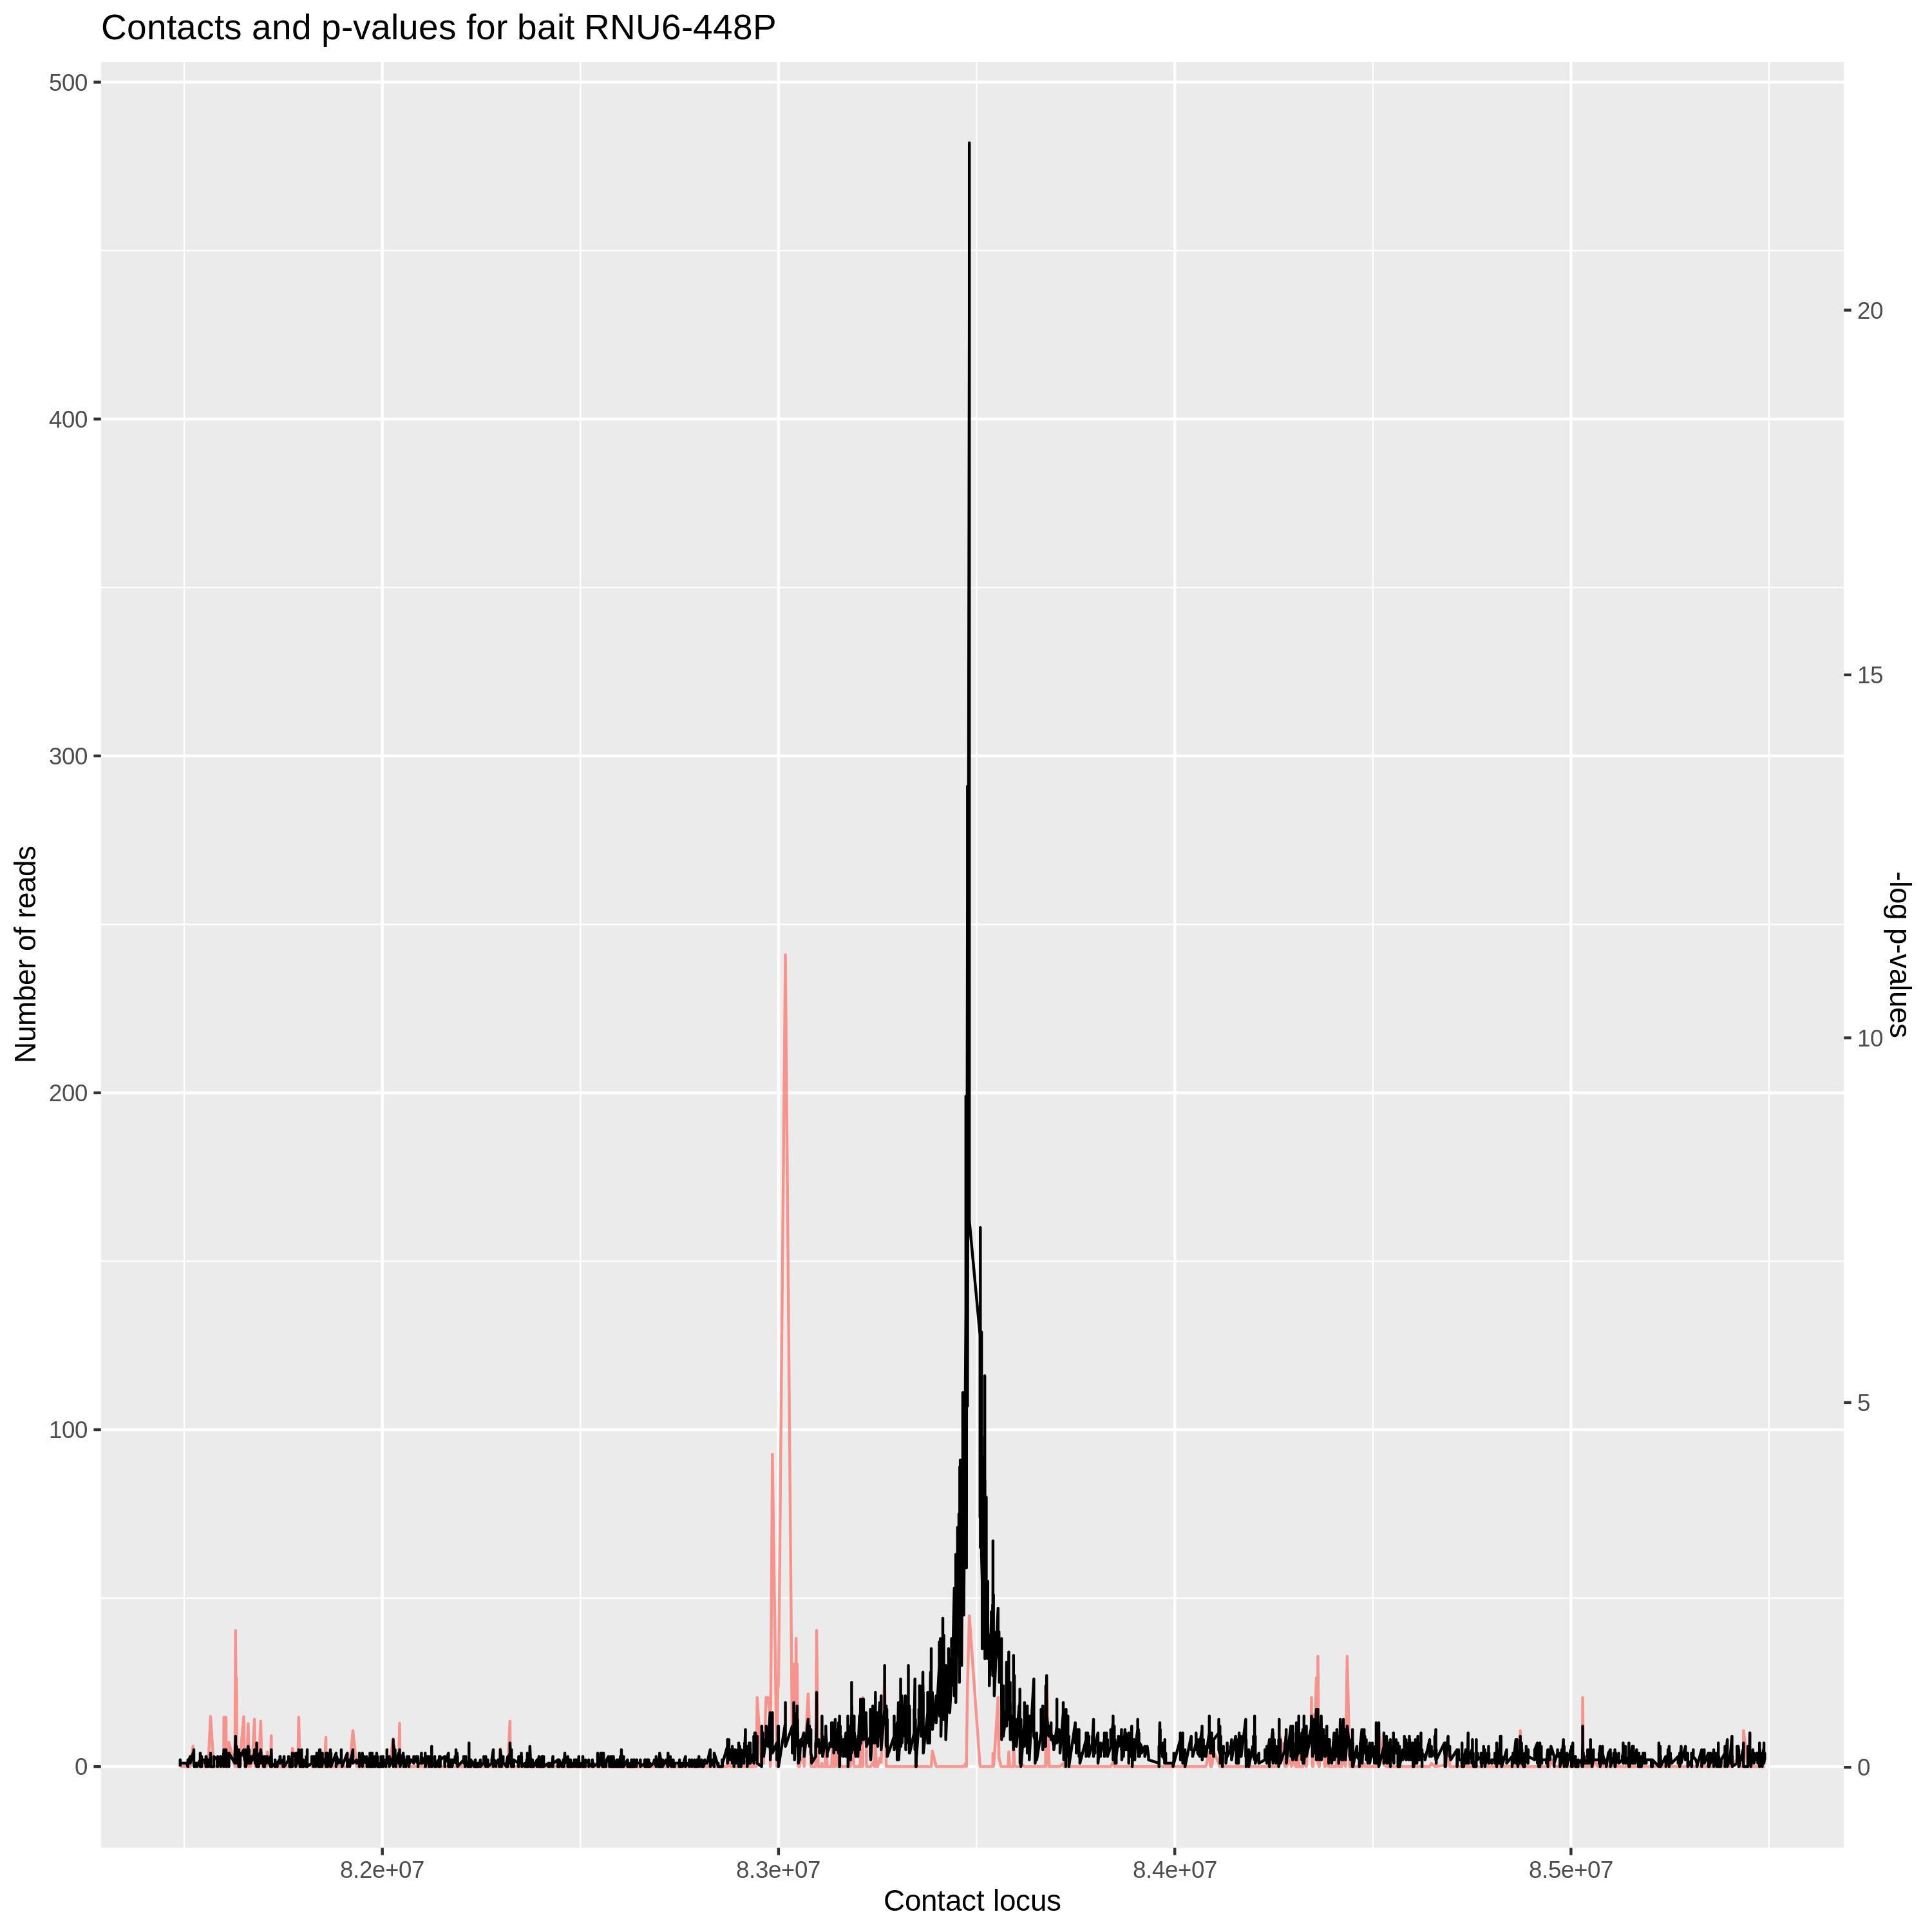 Contacts and p-values for bait RNU6-448P
500
400
300
200
100
0
Number of reads
20
15
10
5
0
-log p-values
8.2e+07 8.3e+07 8.4e+07 8.5e+07
Contact locus